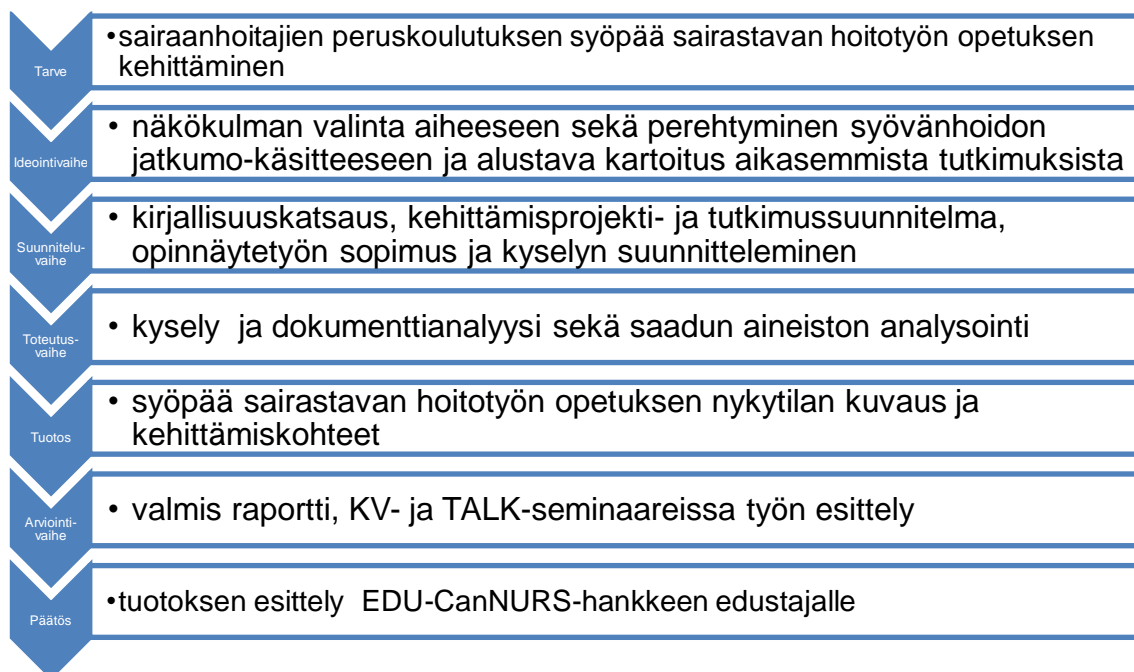 Tarve
•sairaanhoitajien peruskoulutuksen syöpää sairastavan hoitotyön opetuksen
kehittäminen
Ideointivaihe
• näkökulman valinta aiheeseen sekä perehtyminen syövänhoidon
jatkumo-käsitteeseen ja alustava kartoitus aikasemmista tutkimuksista
Suunnitelu-
vaihe
• kirjallisuuskatsaus, kehittämisprojekti- ja tutkimussuunnitelma,
opinnäytetyön sopimus ja kyselyn suunnitteleminen
Toteutus-
vaihe
• kysely ja dokumenttianalyysi sekä saadun aineiston analysointi
Tuotos
• syöpää sairastavan hoitotyön opetuksen nykytilan kuvaus ja
kehittämiskohteet
Arviointi-
vaihe
• valmis raportti, KV- ja TALK-seminaareissa työn esittely
Päätös
•tuotoksen esittely EDU-CanNURS-hankkeen edustajalle